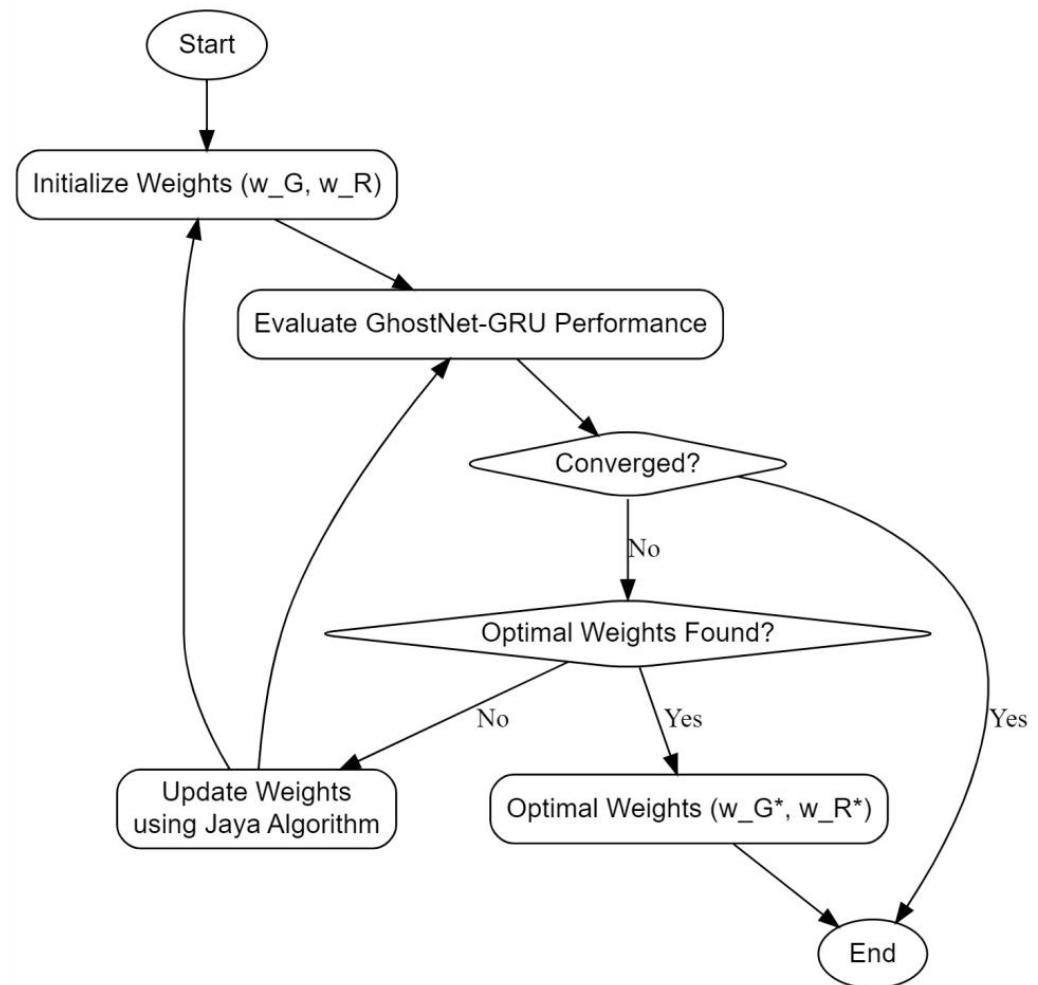 Start
Initialize Weights (w_G, w_R)
Evaluate GhostNet-GRU Performance
Converged?
No
Optimal Weights Found?
No
Yes
Yes
Update Weights
using Jaya Algorithm
Optimal Weights (w_G*, w_R*)
End